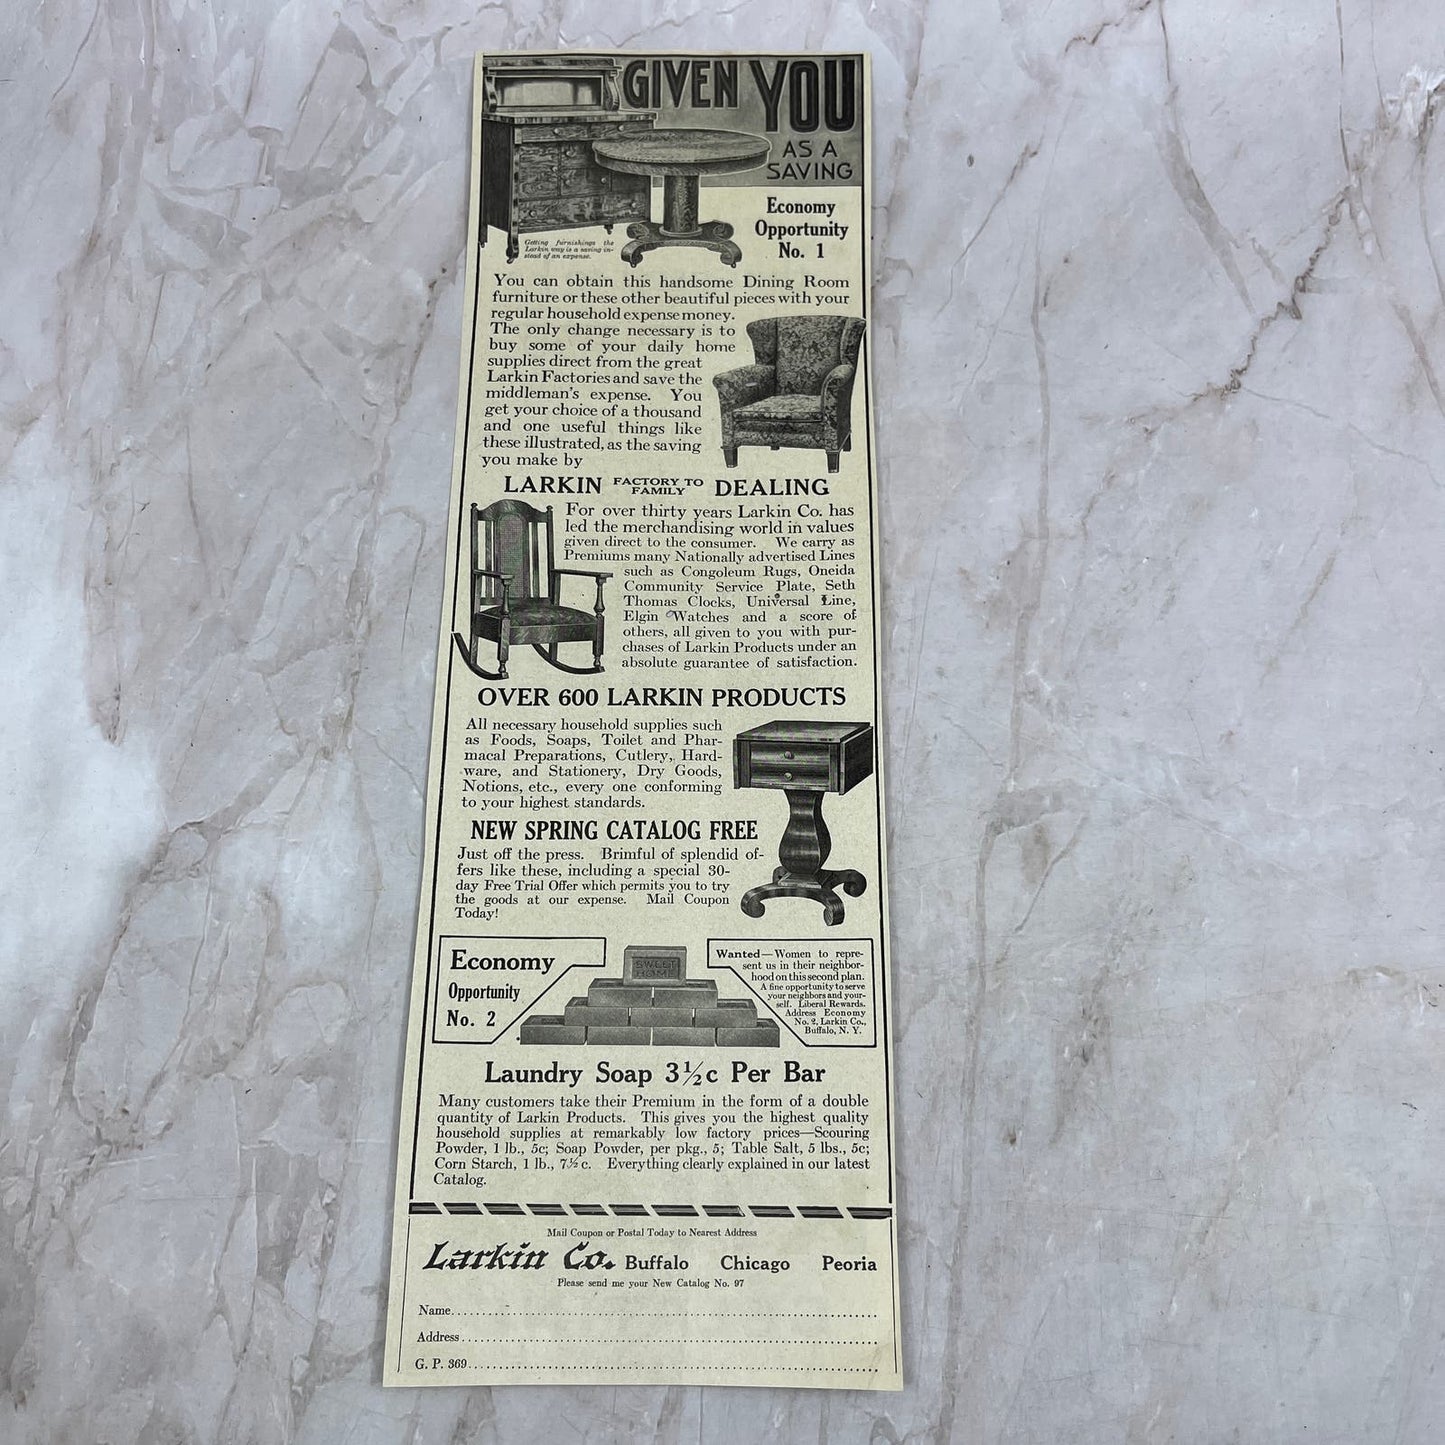 GIVEN YOU
AS A
SAVING
Getting furnishings the
Larkin way is a saving in-
stead of an expense.
Economy
Opportunity
No. 1
You can obtain this handsome Dining Room
furniture or these other beautiful pieces with your
regular household expense money.
The only change necessary is to
buy some of your daily home
supplies direct from the great
Larkin Factories and save the
middleman's expense. You
get your choice of a thousand
and one useful things like
these illustrated, as the saving
you make by
LARKIN FACTORY TO FAMILY DEALING
For over thirty years Larkin Co. has
led the merchandising world in values
given direct to the consumer. We carry as
Premiums many Nationally advertised Lines
such as Congoleum Rugs, Oneida
Community Service Plate, Seth
Thomas Clocks, Universal Line,
Elgin Watches and a score of
others, all given to you with pur-
chases of Larkin Products under an
absolute guarantee of satisfaction.
OVER 600 LARKIN PRODUCTS
All necessary household supplies such
as Foods, Soaps, Toilet and Phar-
macal Preparations, Cutlery, Hard-
ware, and Stationery, Dry Goods,
Notions, etc., every one conforming
to your highest standards.
NEW SPRING CATALOG FREE
Just off the press. Brimful of splendid of-
fers like these, including a special 30-
day Free Trial Offer which permits you to try
the goods at our expense. Mail Coupon
Today!
Economy
Opportunity
No. 2
SWEET
HOME
Wanted—Women to repre-
sent us in their neighbor-
hood on this second plan.
A fine opportunity to serve
your neighbors and your-
self. Liberal Rewards.
Address Economy
No. 2, Larkin Co.,
Buffalo, N. Y.
Laundry Soap 3½c Per Bar
Many customers take their Premium in the form of a double
quantity of Larkin Products. This gives you the highest quality
household supplies at remarkably low factory prices—Scouring
Powder, 1 lb., 5c; Soap Powder, per pkg., 5; Table Salt, 5 lbs., 5c;
Corn Starch, 1 lb., 7½c. Everything clearly explained in our latest
Catalog.
Mail Coupon or Postal Today to Nearest Address
Larkin Co. Buffalo Chicago Peoria
Please send me your New Catalog No. 97
Name
Address
G. P. 369